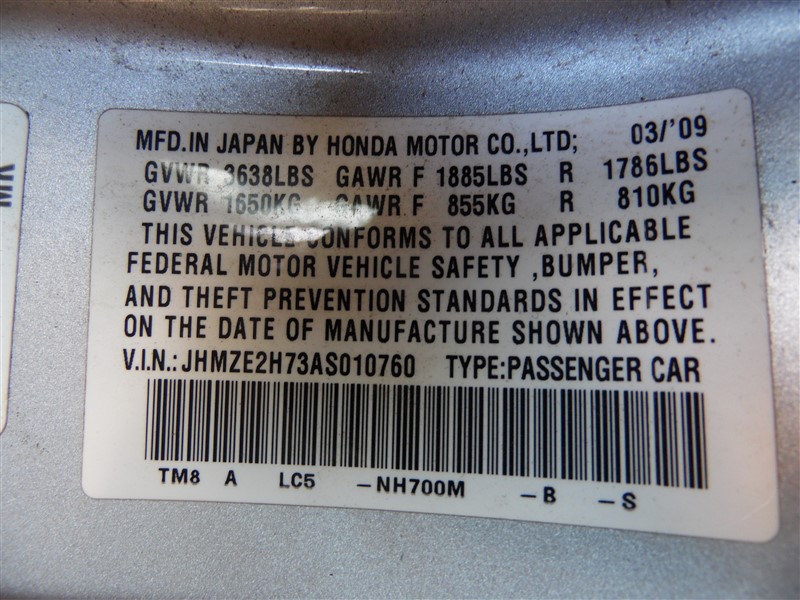 MFD.IN JAPAN BY HONDA MOTOR CO.,LTD; 03/'09
GVWR 3638LBS GAWR F 1885LBS R 1786LBS
GVWR 1650KG GAWR F 855KG R 810KG
THIS VEHICLE CONFORMS TO ALL APPLICABLE
FEDERAL MOTOR VEHICLE SAFETY ,BUMPER,
AND THEFT PREVENTION STANDARDS IN EFFECT
ON THE DATE OF MANUFACTURE SHOWN ABOVE.
V.I.N.:JHMZE2H73AS010760 TYPE:PASSENGER CAR
TM8 A LC5 -NH700M -B -S